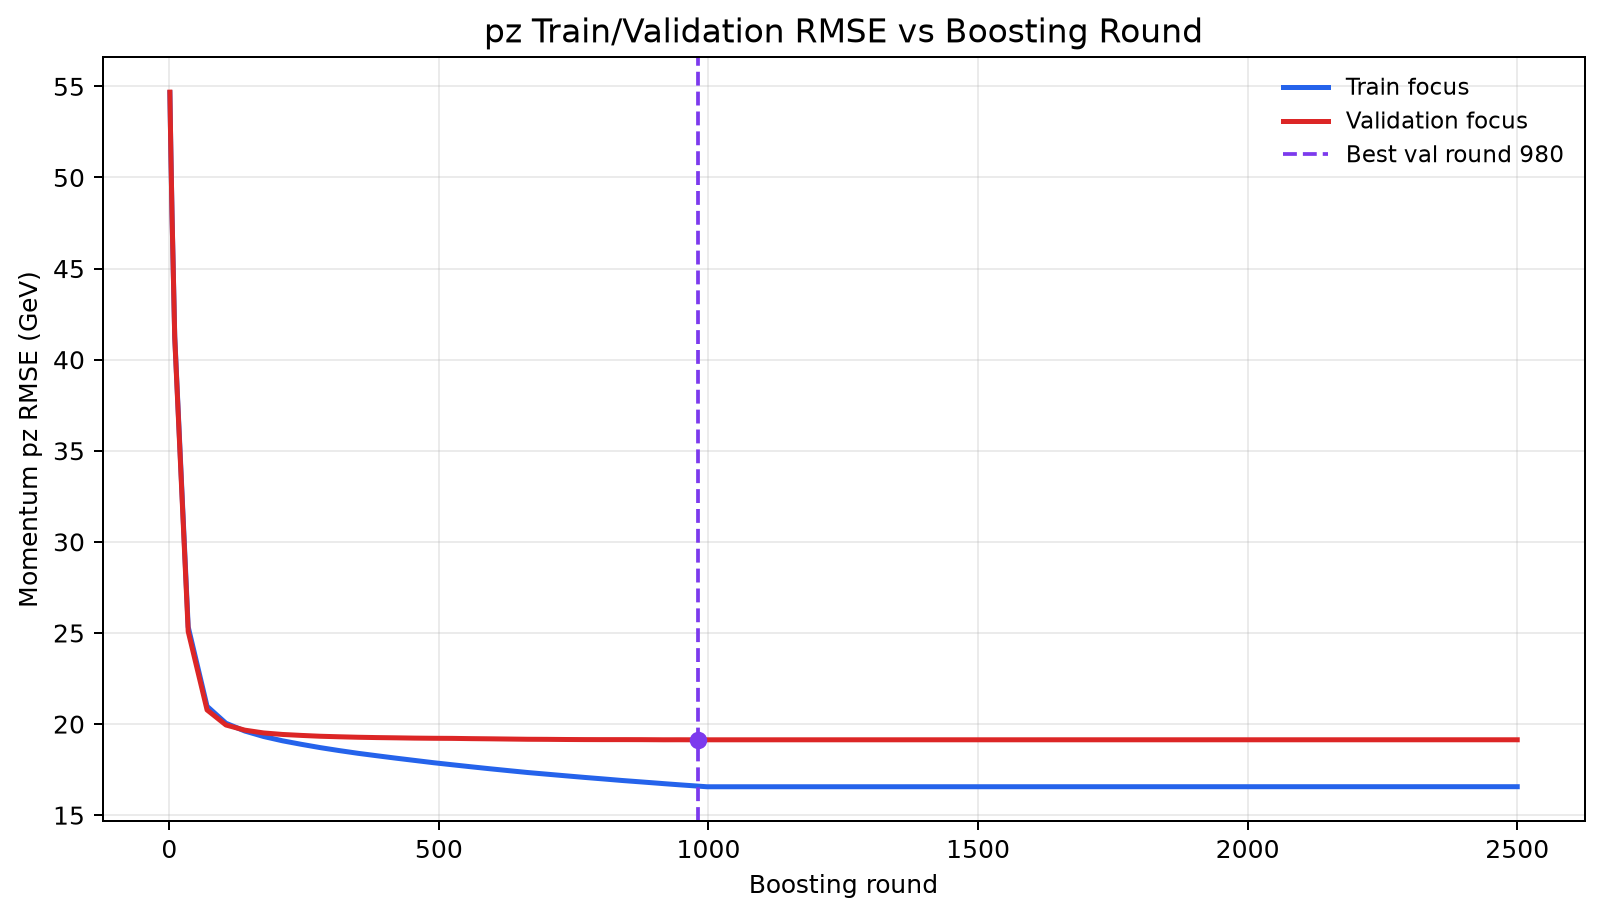 pz Train/Validation RMSE vs Boosting Round
Train focus
Validation focus
Best val round 980
Momentum pz RMSE (GeV)
55
50
45
40
35
30
25
20
15
0 500 1000 1500 2000 2500
Boosting round